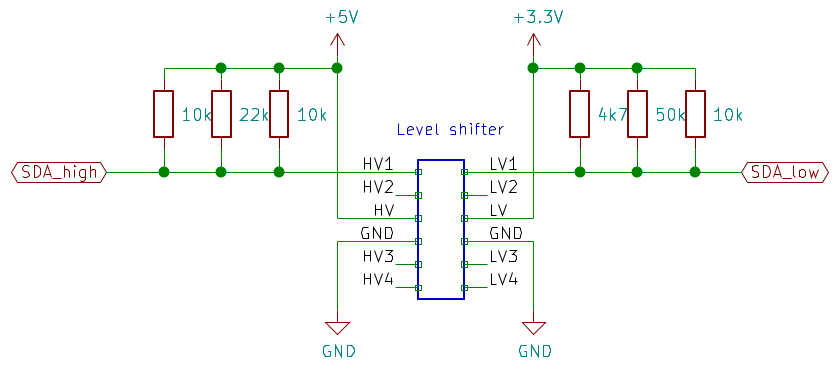 +5V
+3.3V
10k
22k
10k
4k7
50k
10k
Level shifter
SDA_high
HV1
LV1
SDA_low
HV2
LV2
HV
LV
GND
GND
HV3
LV3
HV4
LV4
GND
GND